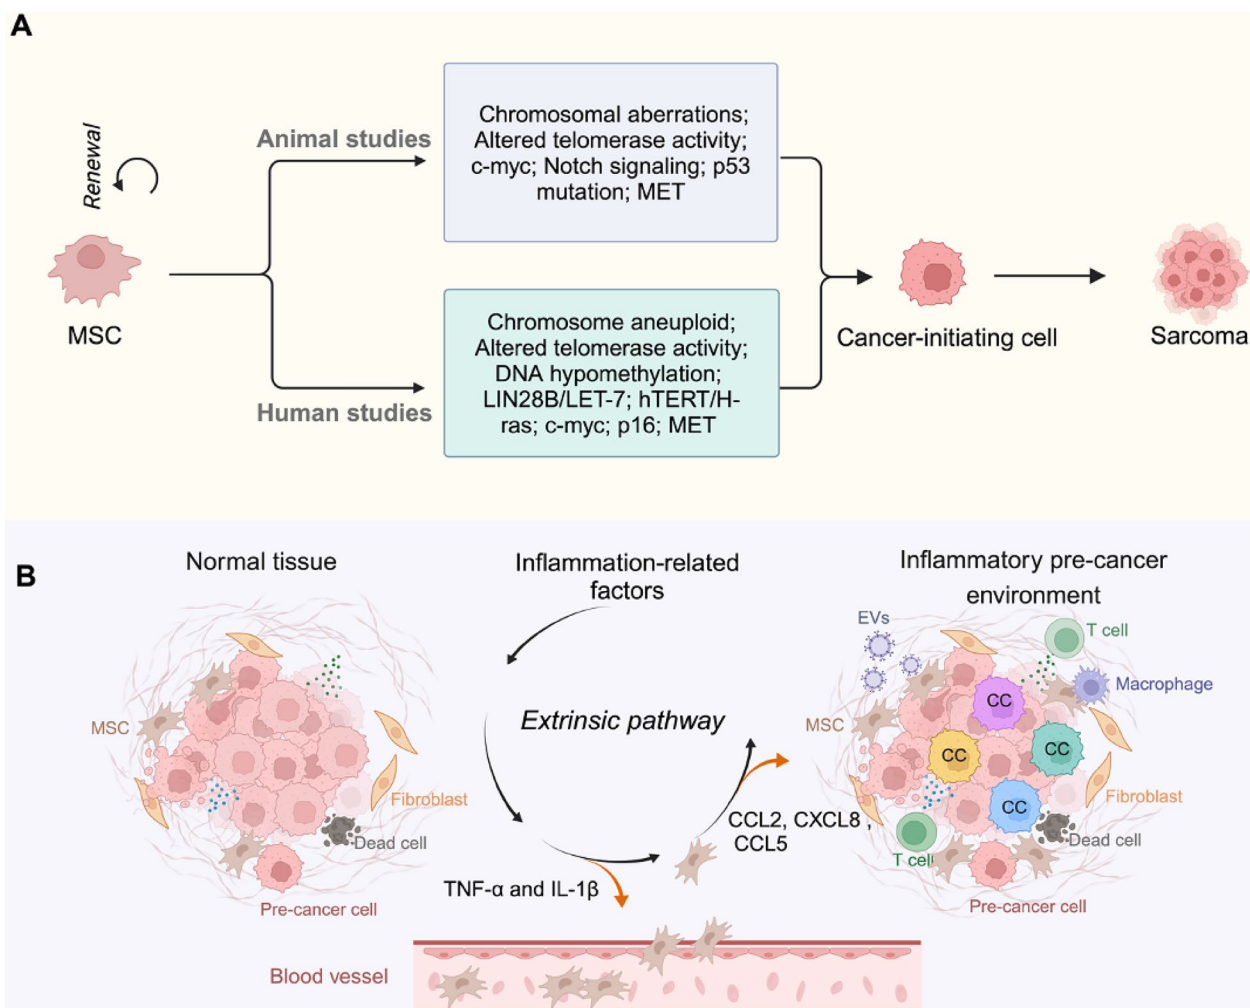 A
Renewal
MSC
Animal studies
Human studies
Chromosomal aberrations;
Altered telomerase activity;
c-myc; Notch signaling; p53
mutation; MET
Chromosome aneuploid;
Altered telomerase activity;
DNA hypomethylation;
LIN28B/LET-7; hTERT/H-
ras; c-myc; p16; MET
Cancer-initiating cell
Sarcoma
B
Normal tissue
MSC
Fibroblast
Dead cell
Pre-cancer cell
Inflammation-related
factors
Extrinsic pathway
TNF-α and IL-1β
CCL2, CXCL8 ,
CCL5
Blood vessel
Inflammatory pre-cancer
environment
EVs
T cell
Macrophage
MSC
CC
CC
CC
CC
Fibroblast
Dead cell
T cell
Pre-cancer cell